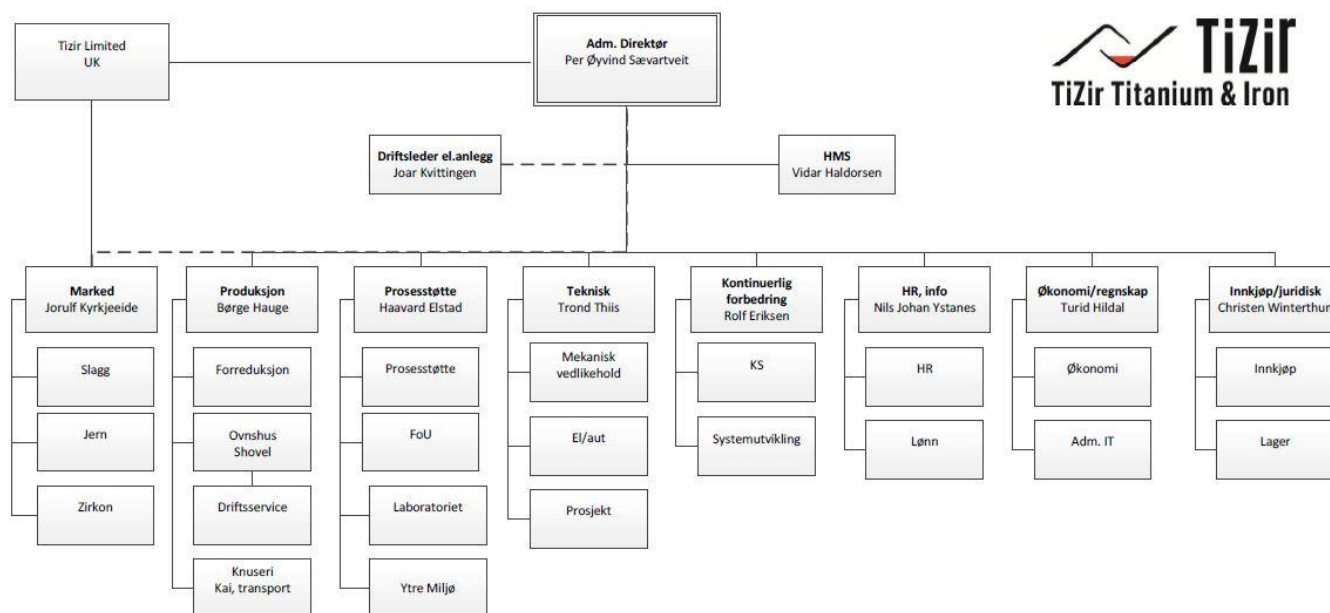 Tizir Limited
UK
Adm. Direktør
Per Øyvind Sævartveit
TiZir
TiZir Titanium & Iron
Driftsleder el.anlegg
Joar Kvittingen
HMS
Vidar Haldorsen
Marked
Jorulf Kyrkjeeide
Slagg
Jern
Zirkon
Produksjon
Børge Hauge
Forreduksjon
Ovnshus
Shovel
Driftsservice
Knuseri
Kai, transport
Prosesstøtte
Haavard Elstad
Prosesstøtte
FoU
Laboratoriet
Ytre Miljø
Teknisk
Trond Thiis
Mekanisk
vedlikehold
El/aut
Prosjekt
Kontinuerlig
forbedring
Rolf Eriksen
KS
Systemutvikling
HR, info
Nils Johan Ystanes
HR
Lønn
Økonomi/regnskap
Turid Hildal
Økonomi
Adm. IT
Innkjøp/juridisk
Christen Winterthun
Innkjøp
Lager